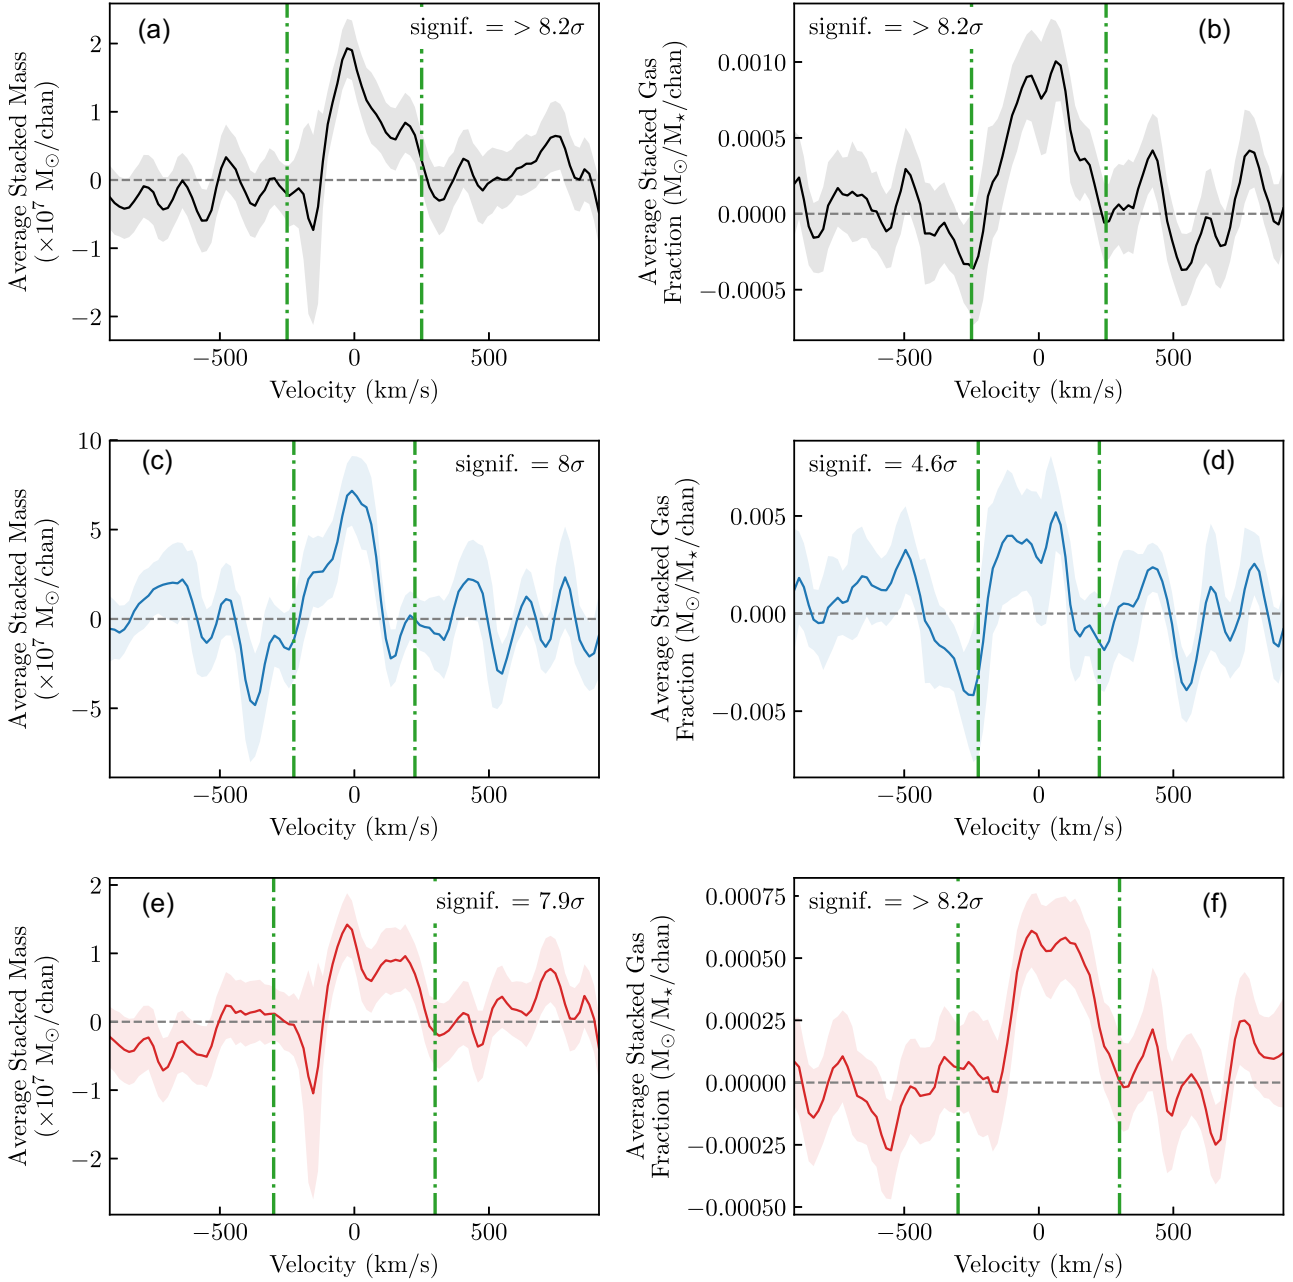 (a)
signif. = > 8.2σ
Average Stacked Mass
(×10⁷ M⊙/chan)
2
1
0
−1
−2
−500
0
500
Velocity (km/s)
(b)
signif. = > 8.2σ
Average Stacked Gas
Fraction (M⊙/M⋆/chan)
0.0010
0.0005
0.0000
−0.0005
−500
0
500
Velocity (km/s)
(c)
signif. = 8σ
Average Stacked Mass
(×10⁷ M⊙/chan)
10
5
0
−5
−500
0
500
Velocity (km/s)
(d)
signif. = 4.6σ
Average Stacked Gas
Fraction (M⊙/M⋆/chan)
0.005
0.000
−0.005
−500
0
500
Velocity (km/s)
(e)
signif. = 7.9σ
Average Stacked Mass
(×10⁷ M⊙/chan)
2
1
0
−1
−2
−500
0
500
Velocity (km/s)
(f)
signif. = > 8.2σ
Average Stacked Gas
Fraction (M⊙/M⋆/chan)
0.00075
0.00050
0.00025
0.00000
−0.00025
−0.00050
−500
0
500
Velocity (km/s)